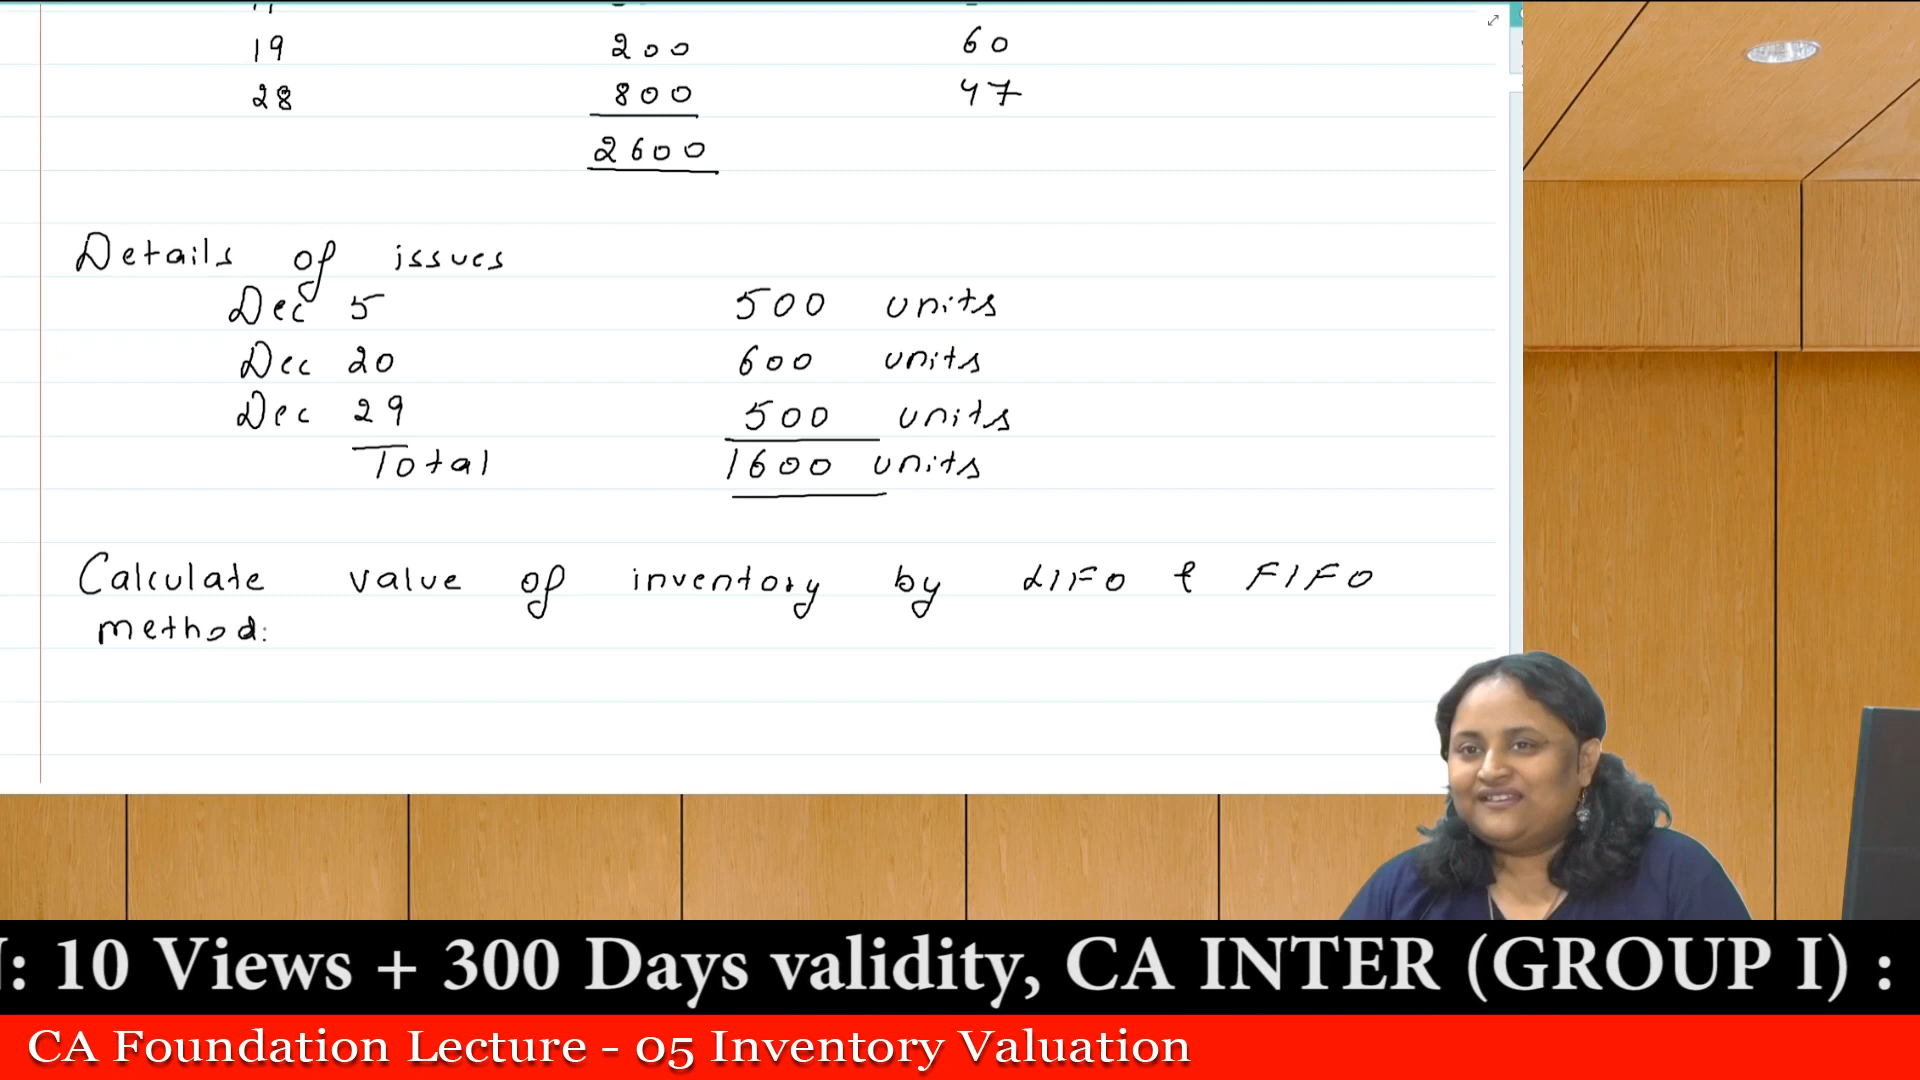 19 200 60
28 800 47
2600
Details of issues
Dec 5 500 units
Dec 20 600 units
Dec 29 500 units
Total 1600 units
Calculate value of inventory by LIFO & FIFO
method:
: 10 Views + 300 Days validity, CA INTER (GROUP I) :
CA Foundation Lecture - 05 Inventory Valuation